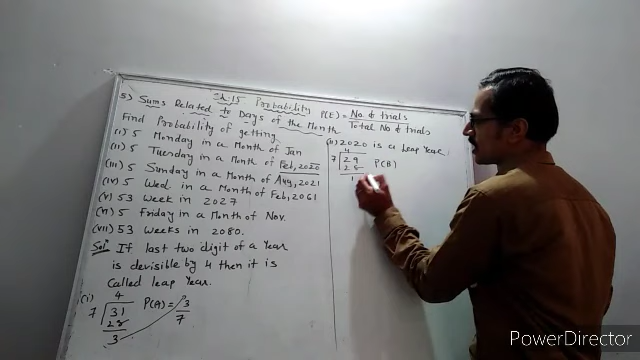 Ch:15 Probability
5) Sums Related to Days of the Month
P(E) = No. of trials / Total No of trials
Find Probability of getting
(i) 5 Monday in a Month of Jan
(ii) 5 Tuesday in a Month of Feb, 2020
(iii) 5 Sunday in a Month of Aug, 2021
(iv) 5 Wed in a Month of Feb, 2061
(v) 53 Week in 2027
(vi) 5 Friday in a Month of Nov.
(vii) 53 Weeks in 2080.
Solⁿ If last two digit of a Year
is devisible by 4 then it is
Called leap Year.
(i) 4
7 31
28
3
P(A) = 3/7
(ii) 2020 is a Leap Year.
4
7 29
28
1
P(B)
PowerDirector